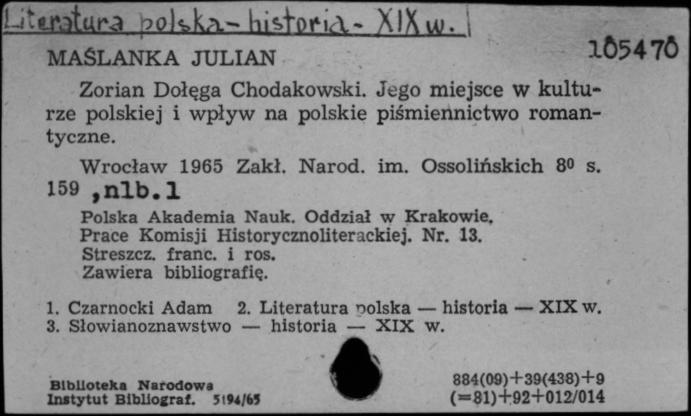 Literatura polska - historia - XIX w.
MAŚLANKA JULIAN
105470
Zorian Dołęga Chodakowski. Jego miejsce w kultu-
rze polskiej i wpływ na polskie piśmiennictwo roman-
tyczne.
Wrocław 1965 Zakł. Narod. im. Ossolińskich 8⁰ s.
159 ,nlb.1
Polska Akademia Nauk. Oddział w Krakowie.
Prace Komisji Historycznoliterackiej. Nr. 13.
Streszcz. franc. i ros.
Zawiera bibliografię.
1. Czarnocki Adam 2. Literatura polska — historia — XIX w.
3. Słowianoznawstwo — historia — XIX w.
Biblioteka Narodowa
Instytut Bibliograf. 5194/65
884(09)+39(438)+9
(=81)+92+012/014